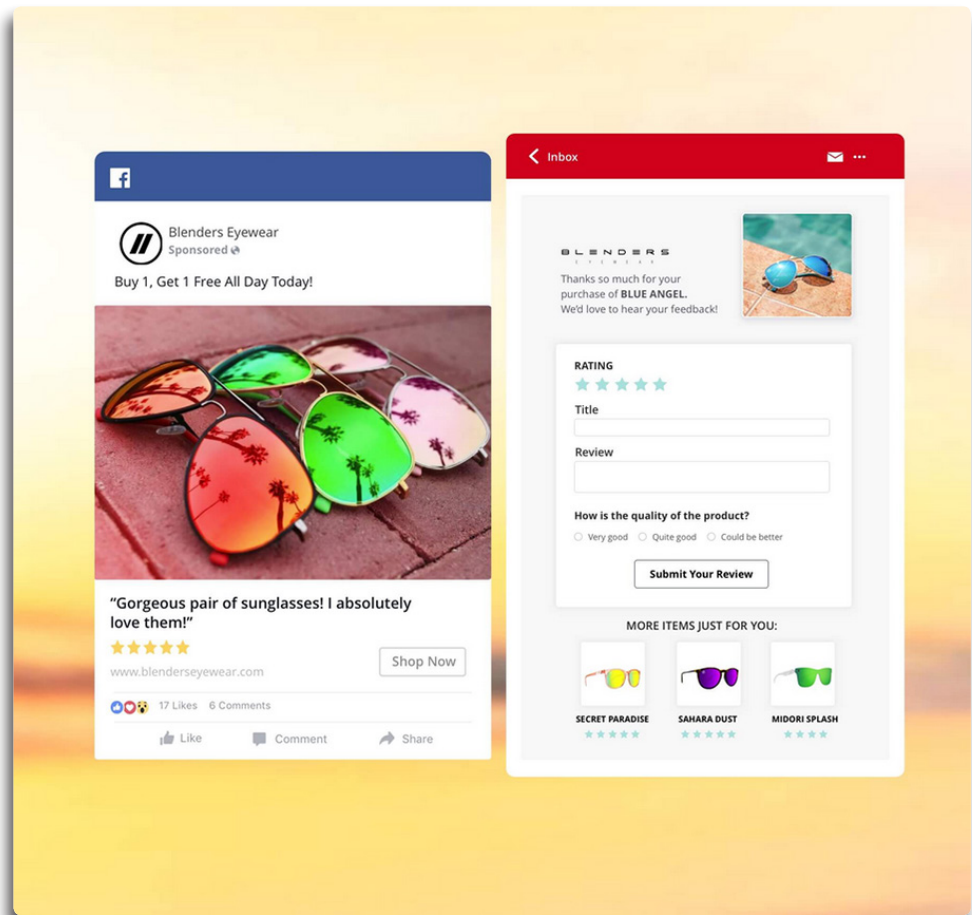 Blenders Eyewear
Sponsored
Buy 1, Get 1 Free All Day Today!
“Gorgeous pair of sunglasses! I absolutely
love them!”
www.blenderseyewear.com
Shop Now
17 Likes 6 Comments
Like Comment Share
Inbox
BLENDERS
EYEWEAR
Thanks so much for your
purchase of BLUE ANGEL.
We'd love to hear your feedback!
RATING
Title
Review
How is the quality of the product?
Very good Quite good Could be better
Submit Your Review
MORE ITEMS JUST FOR YOU:
SECRET PARADISE SAHARA DUST MIDORI SPLASH